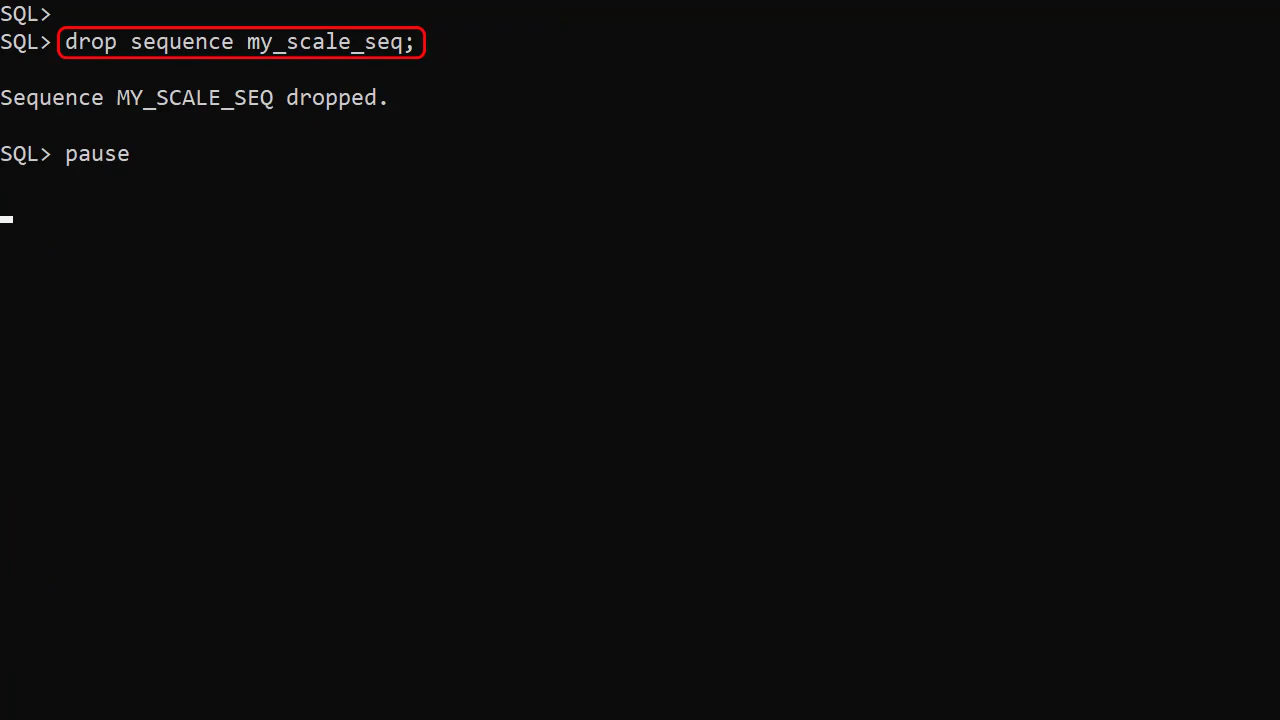 SQL>
SQL> drop sequence my_scale_seq;
Sequence MY_SCALE_SEQ dropped.
SQL> pause